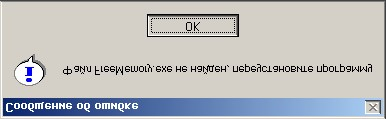 Сообщение об ошибке
Файл FreeMemory.exe не найден, переустановите программу
OK